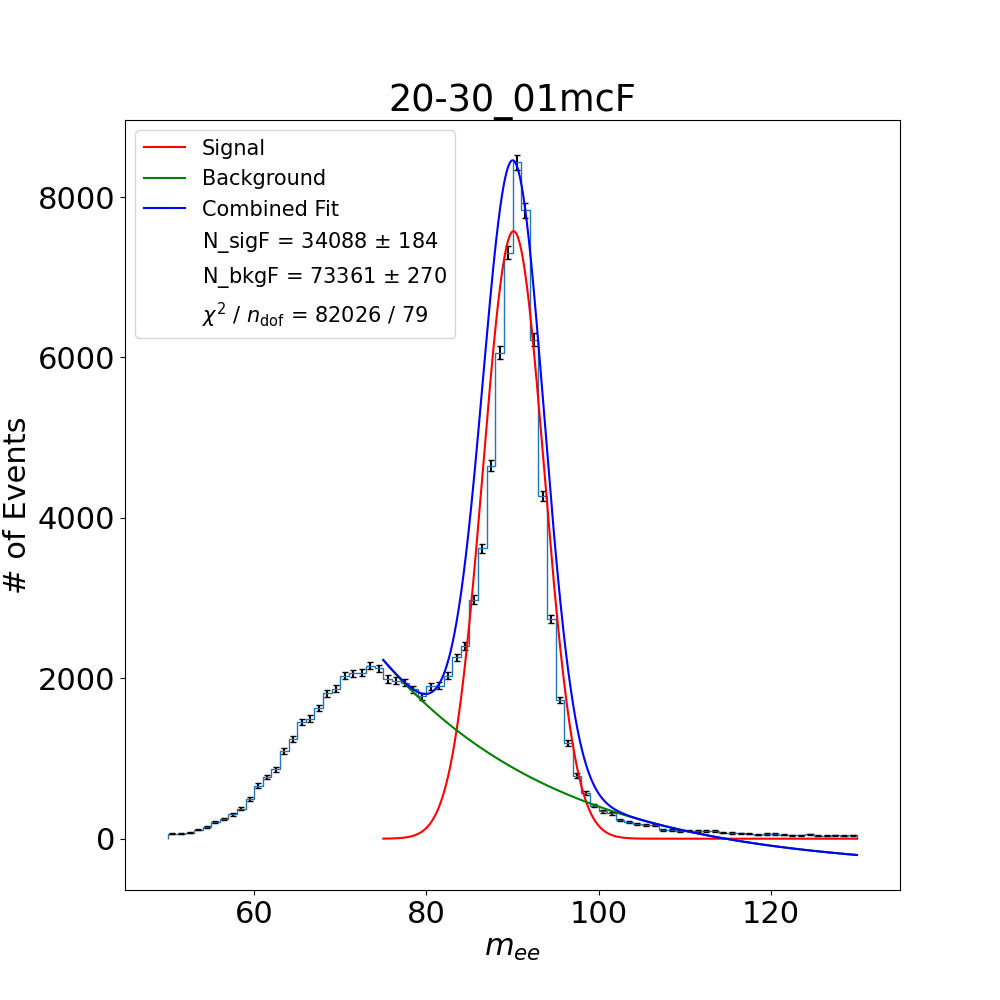 20-30_01mcF
Signal
Background
Combined Fit
N_sigF = 34088 ± 184
N_bkgF = 73361 ± 270
χ² / n_dof = 82026 / 79
# of Events
8000
6000
4000
2000
0
60 80 100 120
m_ee